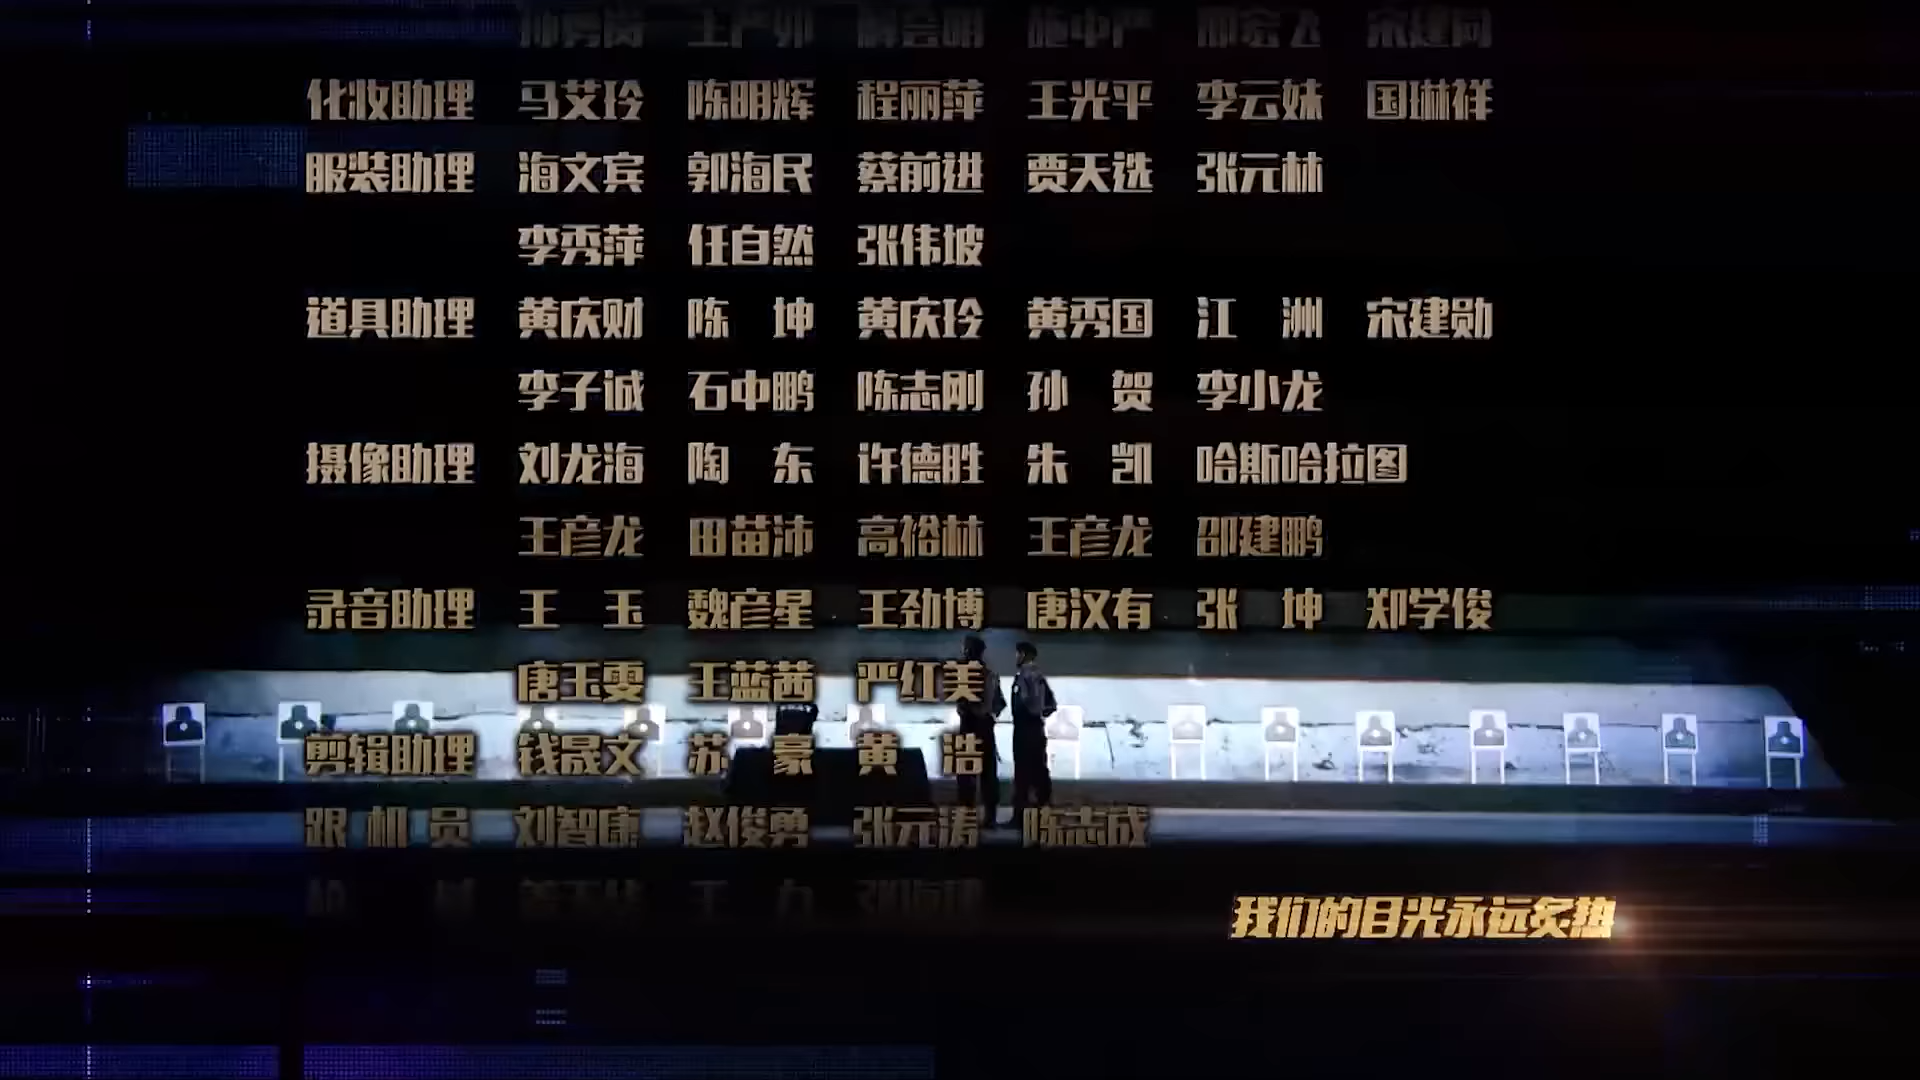 化妆助理 马艾玲 陈明辉 程丽萍 王光平 李云妹 国琳祥
服装助理 海文宾 郭海民 蔡前进 贾天选 张元林
李秀萍 任自然 张伟坡
道具助理 黄庆财 陈 坤 黄庆玲 黄秀国 江 洲 宋建勋
李子诚 石中鹏 陈志刚 孙 贺 李小龙
摄像助理 刘龙海 陶 东 许德胜 朱 凯 哈斯哈拉图
王彦龙 田苗沛 高裕林 王彦龙 邵建鹏
录音助理 王 玉 魏彦星 王劲博 唐汉有 张 坤 郑学俊
唐玉雯 王蓝茜 严红美
剪辑助理 钱晟文 苏 豪 黄 浩
跟 机 员 刘智康 赵俊勇 张元涛 陈志成
我们的目光永远炙热